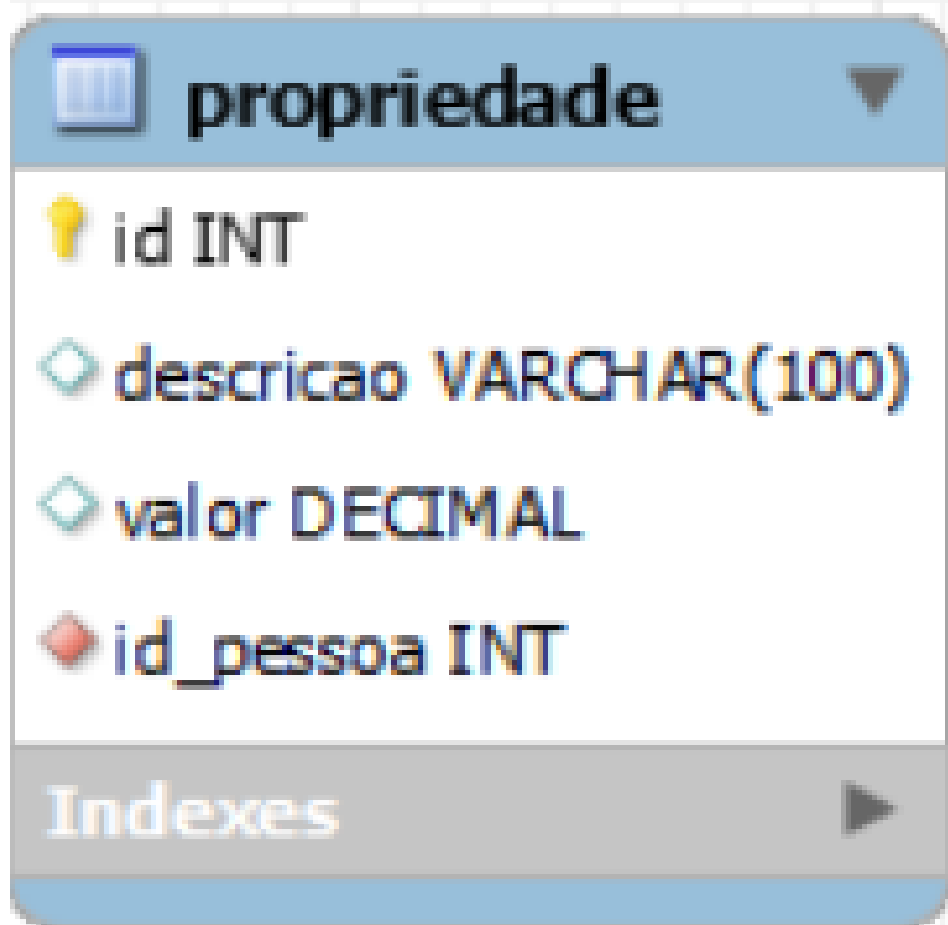 propriedade
id INT
descricao VARCHAR(100)
valor DECIMAL
id_pessoa INT
Indexes